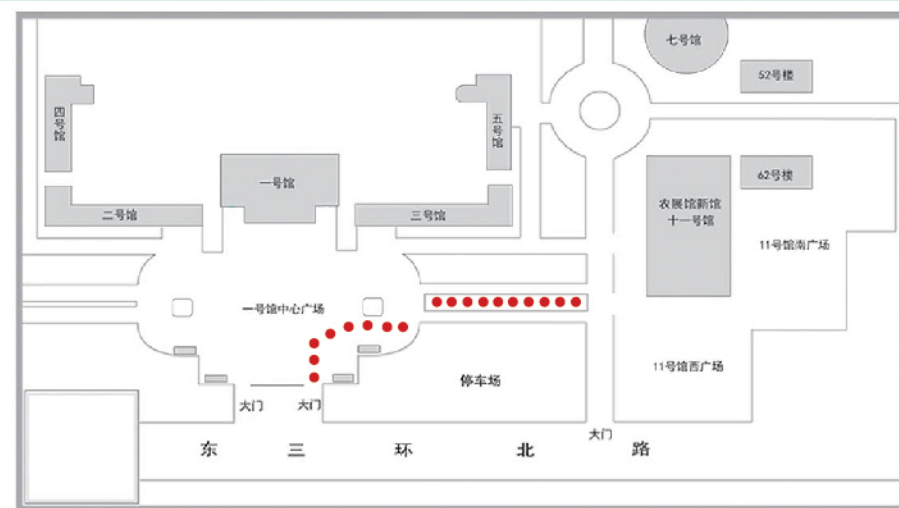 七号馆
52号楼
四号馆
五号馆
一号馆
62号楼
农展馆新馆
十一号馆
二号馆
三号馆
11号馆南广场
一号馆中心广场
11号馆西广场
停车场
大门
大门
大门
东三环北路